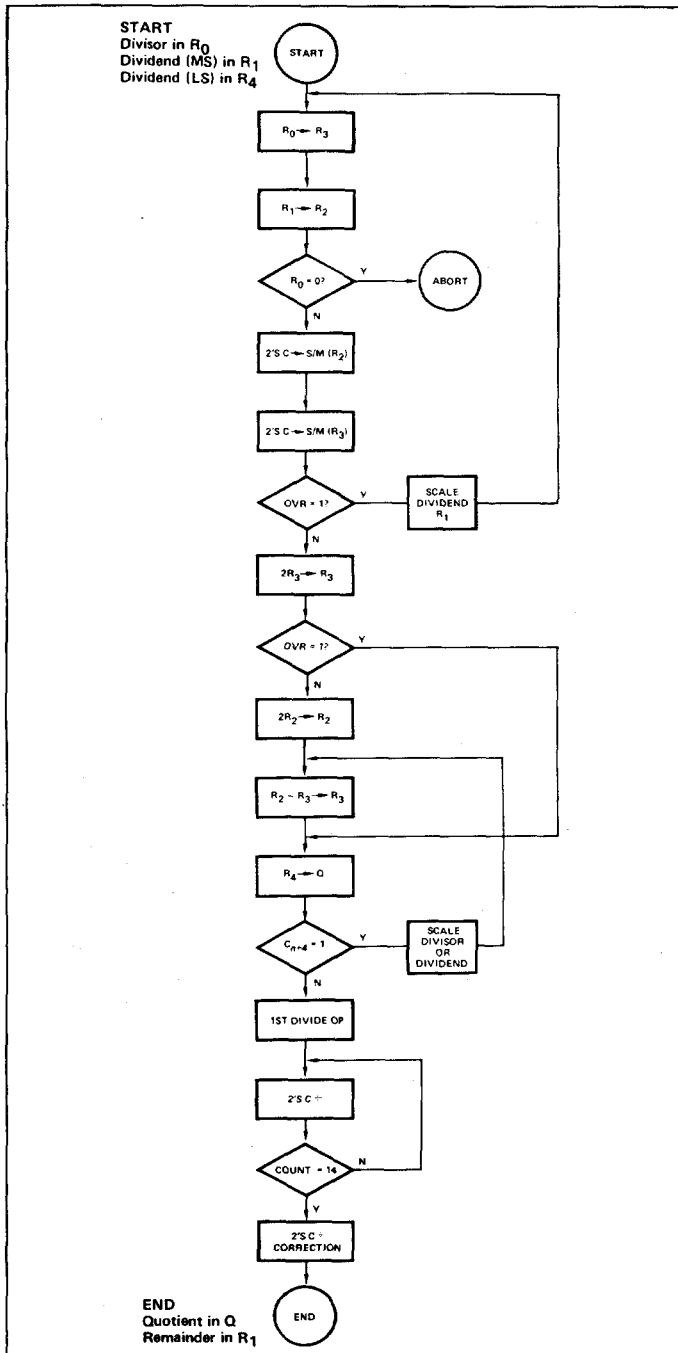 START
Divisor in R0
Dividend (MS) in R1
Dividend (LS) in R4
START
R0 → R3
R1 → R2
R0 = 0?
Y
ABORT
N
2'S C → S/M (R2)
2'S C → S/M (R3)
OVR = 1?
Y
SCALE
DIVIDEND
R1
N
2R3 → R3
OVR = 1?
Y
N
2R2 → R2
R2 – R3 → R3
R4 → Q
Cn+4 = 1
Y
SCALE
DIVISOR
OR
DIVIDEND
N
1ST DIVIDE OP
2'S C ÷
COUNT = 14
N
Y
2'S C ÷
CORRECTION
END
END
Quotient in Q
Remainder in R1